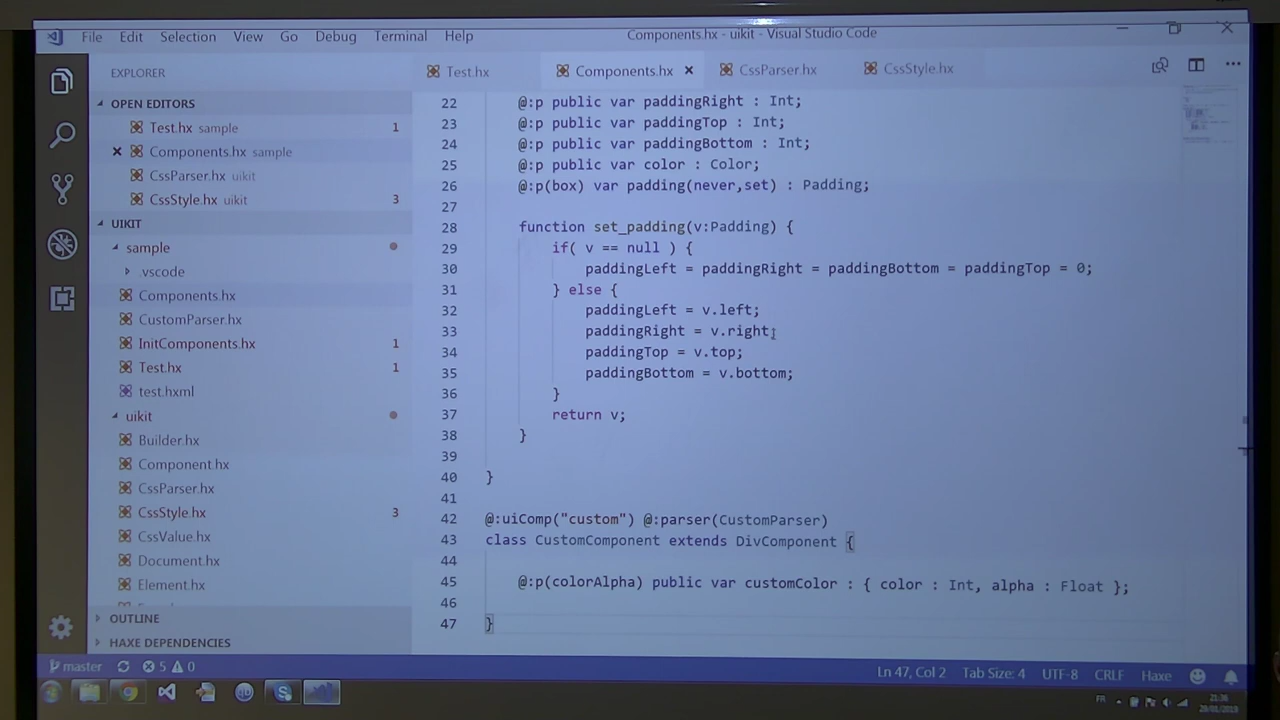 File Edit Selection View Go Debug Terminal Help
Components.hx - uikit - Visual Studio Code
EXPLORER
OPEN EDITORS
Test.hx sample 1
Components.hx sample
CssParser.hx uikit
CssStyle.hx uikit 3
UIKIT
sample
.vscode
Components.hx
CustomParser.hx
InitComponents.hx 1
Test.hx 1
test.hxml
uikit
Builder.hx
Component.hx
CssParser.hx
CssStyle.hx 3
CssValue.hx
Document.hx
Element.hx
OUTLINE
HAXE DEPENDENCIES
Test.hx Components.hx CssParser.hx CssStyle.hx
22 @:p public var paddingRight : Int;
23 @:p public var paddingTop : Int;
24 @:p public var paddingBottom : Int;
25 @:p public var color : Color;
26 @:p(box) var padding(never,set) : Padding;
27
28 function set_padding(v:Padding) {
29 if( v == null ) {
30 paddingLeft = paddingRight = paddingBottom = paddingTop = 0;
31 } else {
32 paddingLeft = v.left;
33 paddingRight = v.right;
34 paddingTop = v.top;
35 paddingBottom = v.bottom;
36 }
37 return v;
38 }
39
40 }
41
42 @:uiComp("custom") @:parser(CustomParser)
43 class CustomComponent extends DivComponent {
44
45 @:p(colorAlpha) public var customColor : { color : Int, alpha : Float };
46
47 }
master 5 0 Ln 47, Col 2 Tab Size: 4 UTF-8 CRLF Haxe
FR 21:36
29/01/2019